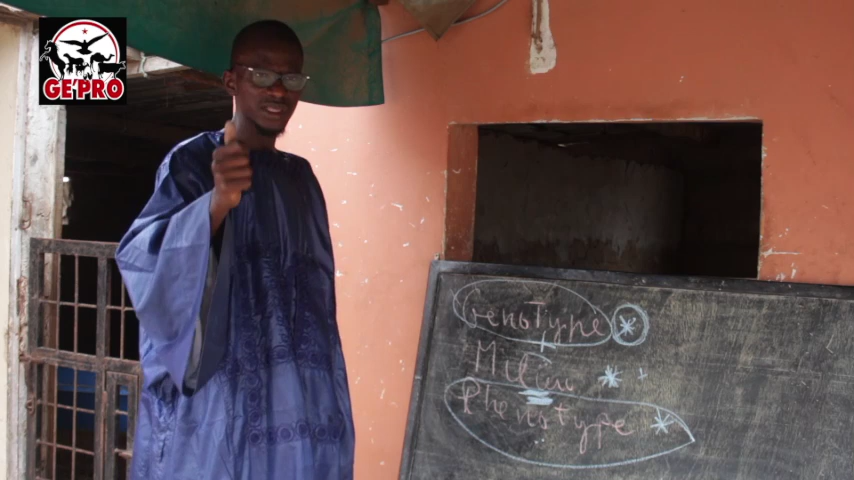 GE'PRO
Genotype *
+
Milieu * +
=
Phenotype *